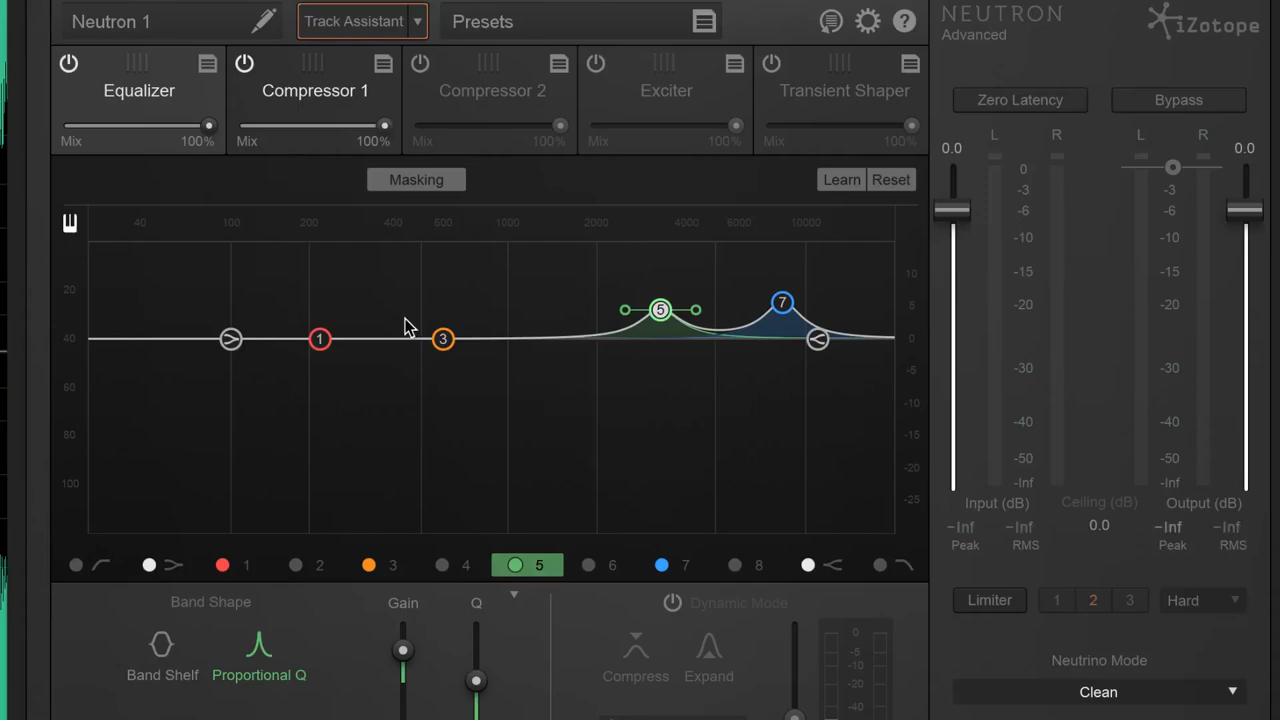 Neutron 1
Track Assistant
Presets
?
NEUTRON
Advanced
iZotope
Equalizer
Compressor 1
Compressor 2
Exciter
Transient Shaper
Mix 100%
Mix 100%
Mix 100%
Mix 100%
Mix 100%
Zero Latency
Bypass
L R
L R
0.0
0.0
Masking
Learn
Reset
40 100 200 400 600 1000 2000 4000 6000 10000
20
40
60
80
100
10
5
0
-5
-10
-15
-20
-25
1
3
5
7
0
-3
-6
-10
-15
-20
-30
-40
-50
-Inf
-3
-6
-10
-15
-20
-30
-40
-50
-Inf
Input (dB)
Ceiling (dB)
Output (dB)
0.0
-Inf -Inf
Peak RMS
-Inf -Inf
Peak RMS
1 2 3 4 5 6 7 8
Band Shape
Band Shelf
Proportional Q
Gain
Q
Dynamic Mode
Compress
Expand
0
-5
-10
-20
-40
Limiter
1 2 3
Hard
Neutrino Mode
Clean